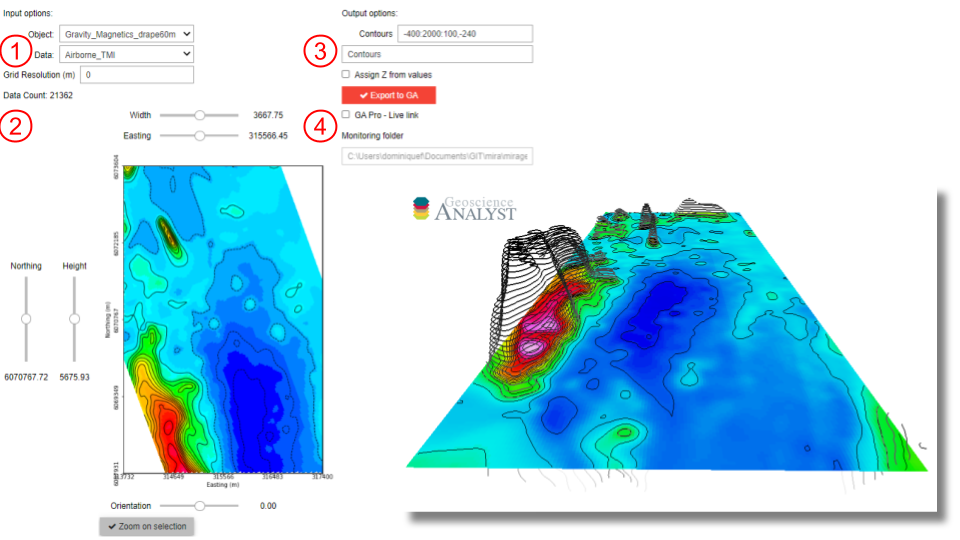 Input options:
Object: Gravity_Magnetics_drape60m
1
Data: Airborne_TMI
Grid Resolution (m) 0
Data Count: 21362
2
Width 3667.75
Easting 315566.45
Output options:
Contours -400:2000:100,-240
3
Contours
Assign Z from values
Export to GA
4
GA Pro - Live link
Monitoring folder
C:\Users\dominiquef\Documents\GIT\mira\mirage
Northing Height
6070767.72 5675.93
6073604
6072185
6070767
6069349
Northing (m)
313732 314649 315566 316483 317400
Easting (m)
Orientation 0.00
Zoom on selection
Geoscience
ANALYST